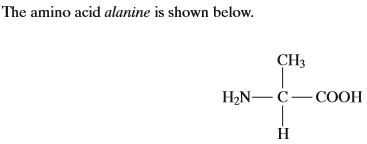 The amino acid alanine is shown below.
CH3
H2N—C—COOH
H